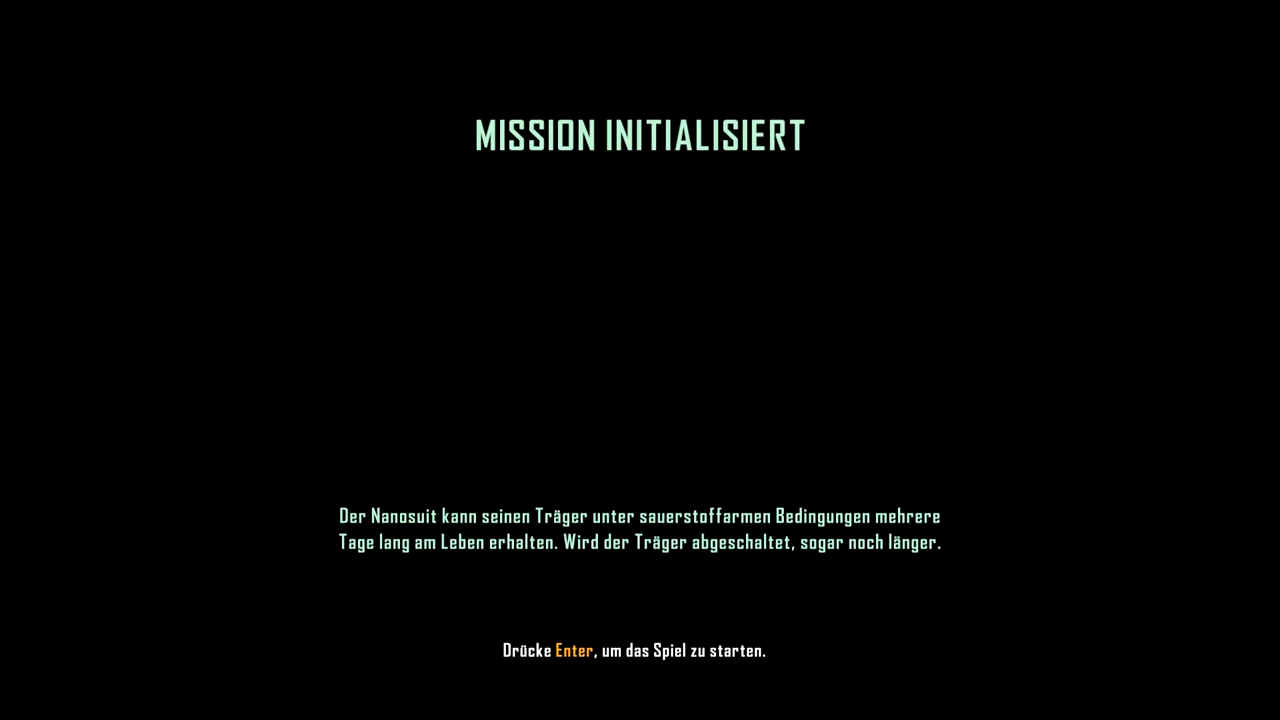 MISSION INITIALISIERT
Der Nanosuit kann seinen Träger unter sauerstoffarmen Bedingungen mehrere
Tage lang am Leben erhalten. Wird der Träger abgeschaltet, sogar noch länger.
Drücke Enter, um das Spiel zu starten.